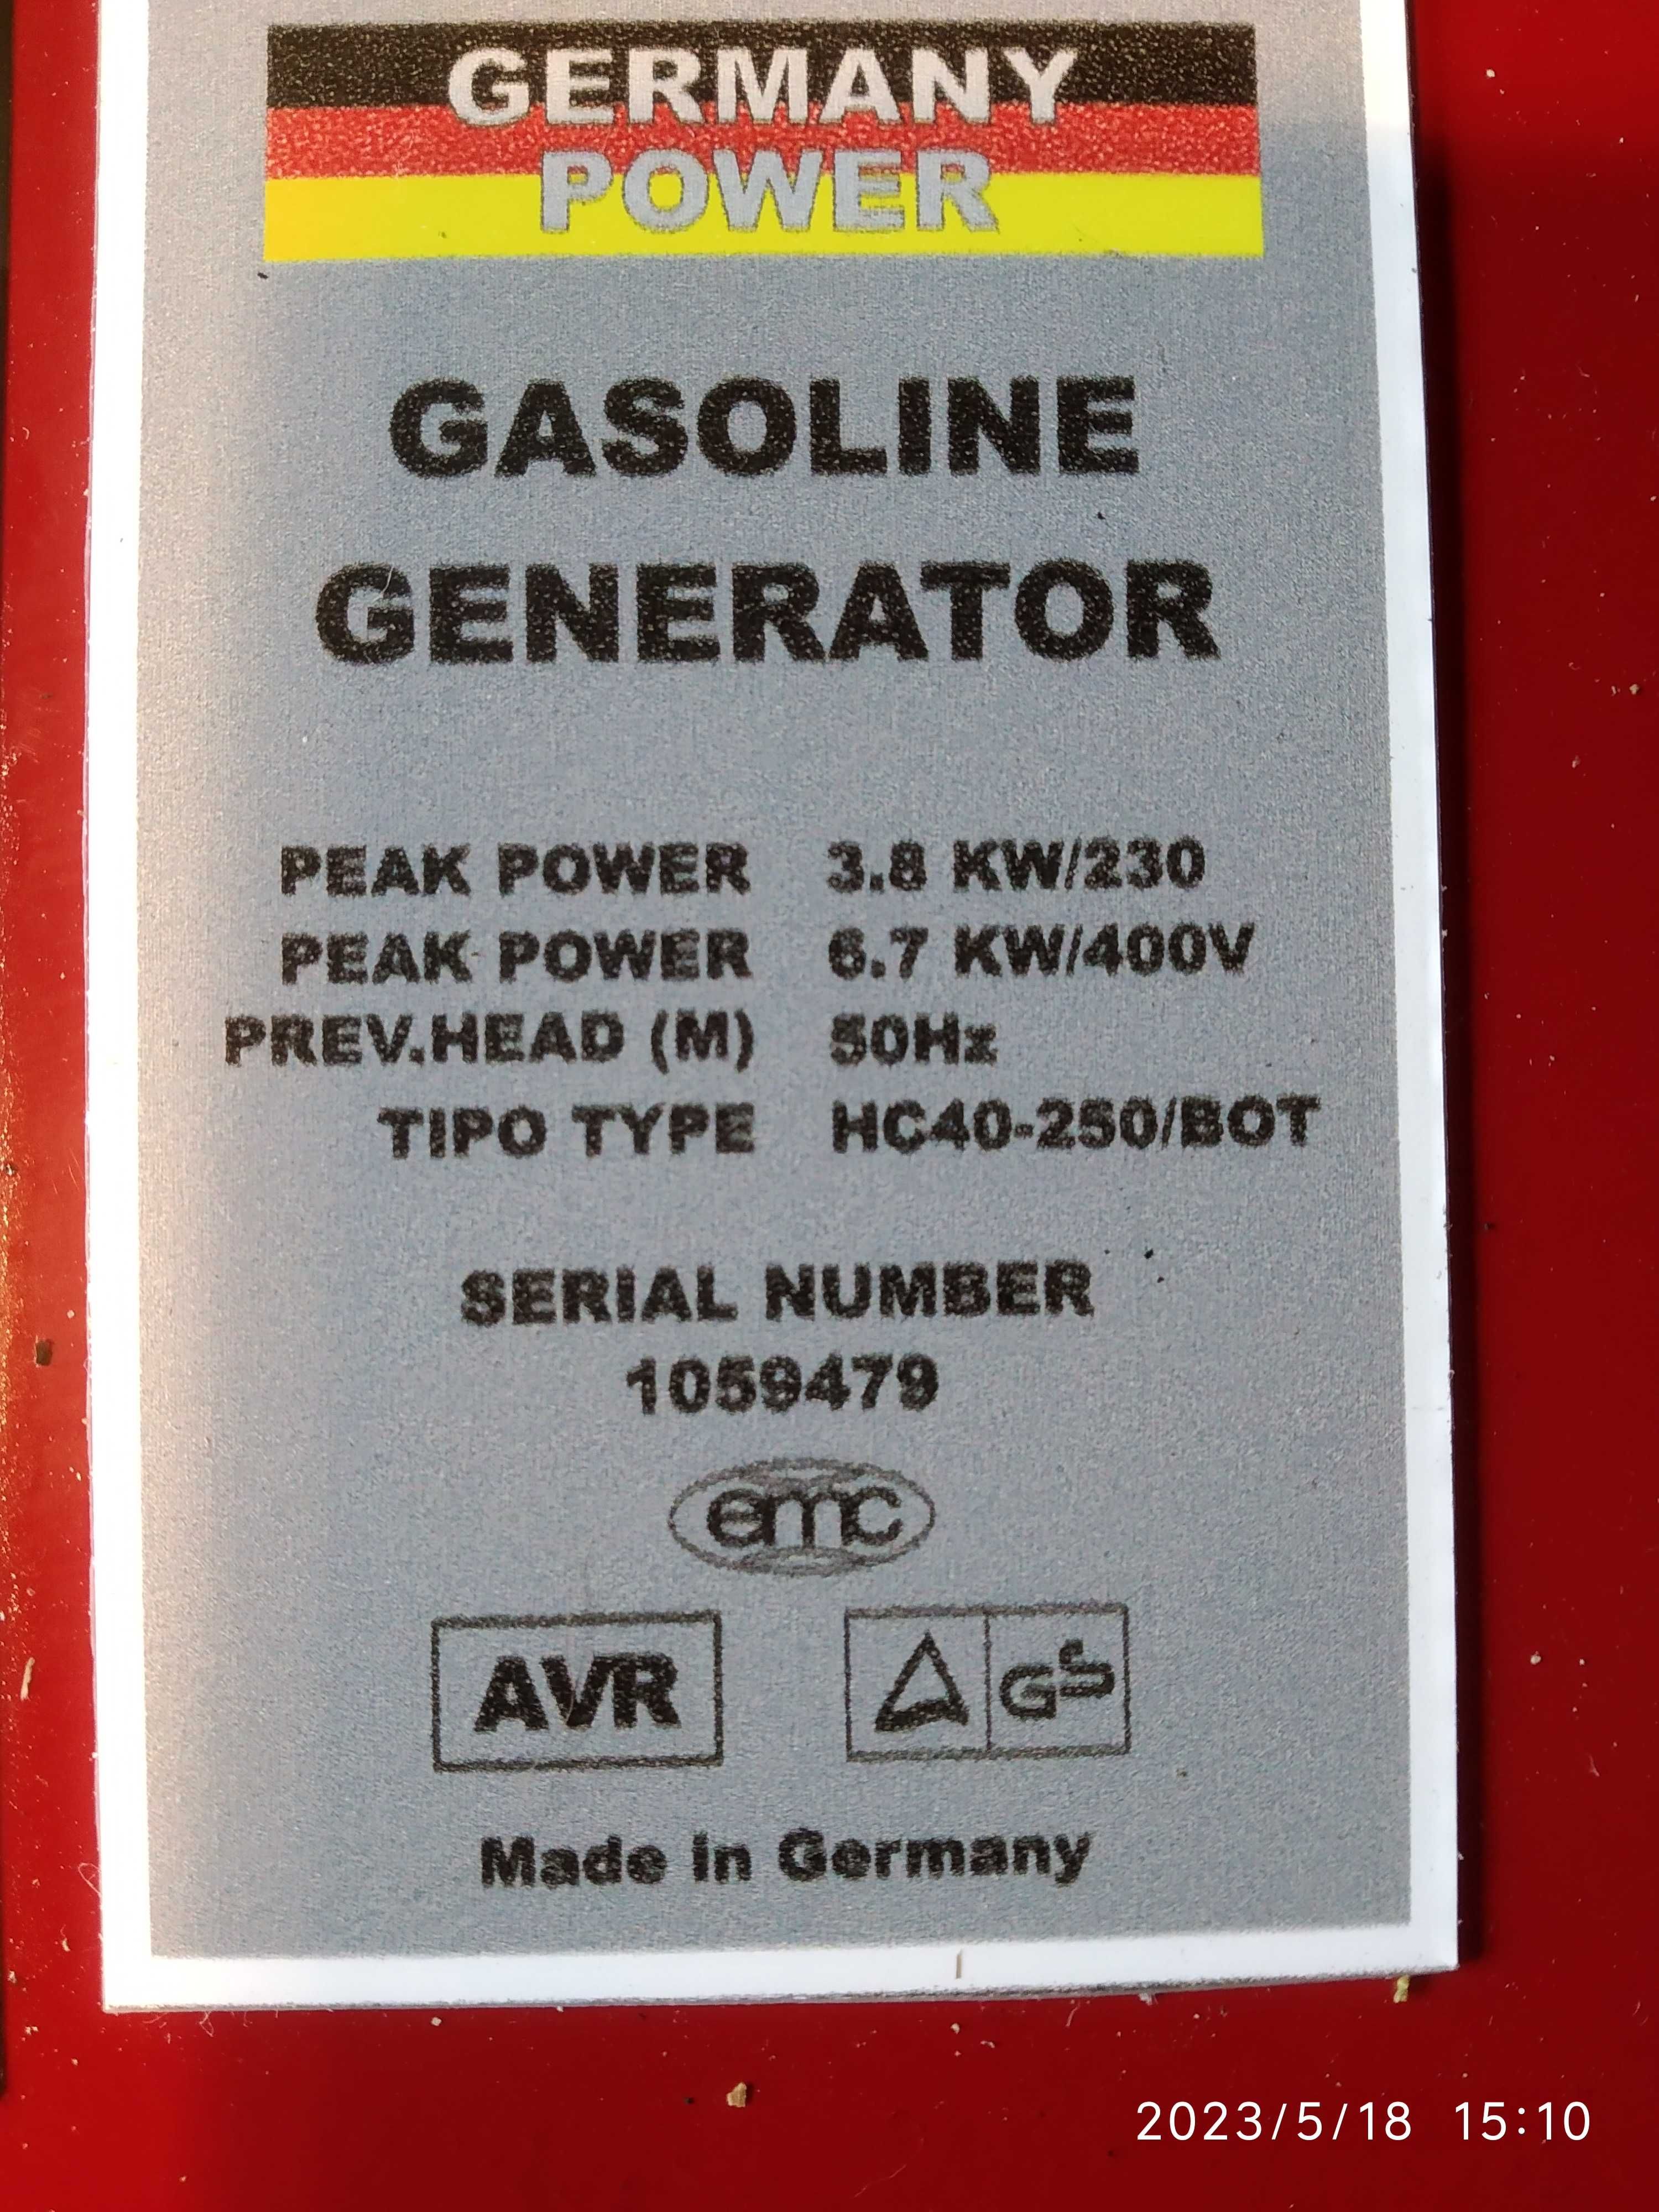 GERMANY
POWER
GASOLINE
GENERATOR
PEAK POWER 3.8 KW/230
PEAK POWER 6.7 KW/400V
PREV.HEAD (M) 50Hz
TIPO TYPE HC40-250/BOT
SERIAL NUMBER
1059479
emc
AVR GS
Made in Germany
2023/5/18 15:10